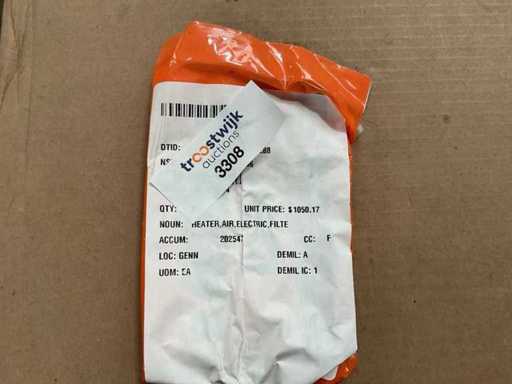 DTID:
troostwijk
auctions
3308
QTY: UNIT PRICE: $1050.17
NOUN: HEATER,AIR,ELECTRIC,FILTE
ACCUM: 202547 CC: F
LOC: GENN DEMIL: A
UOM: EA DEMIL IC: 1